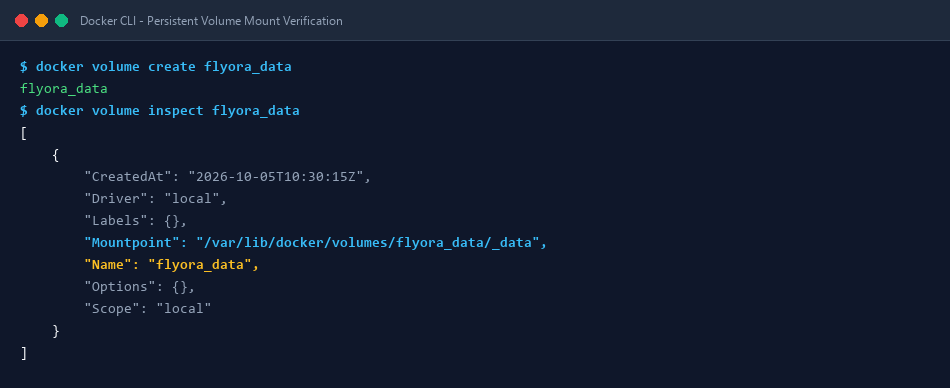 Docker CLI - Persistent Volume Mount Verification
$ docker volume create flyora_data
flyora_data
$ docker volume inspect flyora_data
[
    {
        "CreatedAt": "2026-10-05T10:30:15Z",
        "Driver": "local",
        "Labels": {},
        "Mountpoint": "/var/lib/docker/volumes/flyora_data/_data",
        "Name": "flyora_data",
        "Options": {},
        "Scope": "local"
    }
]